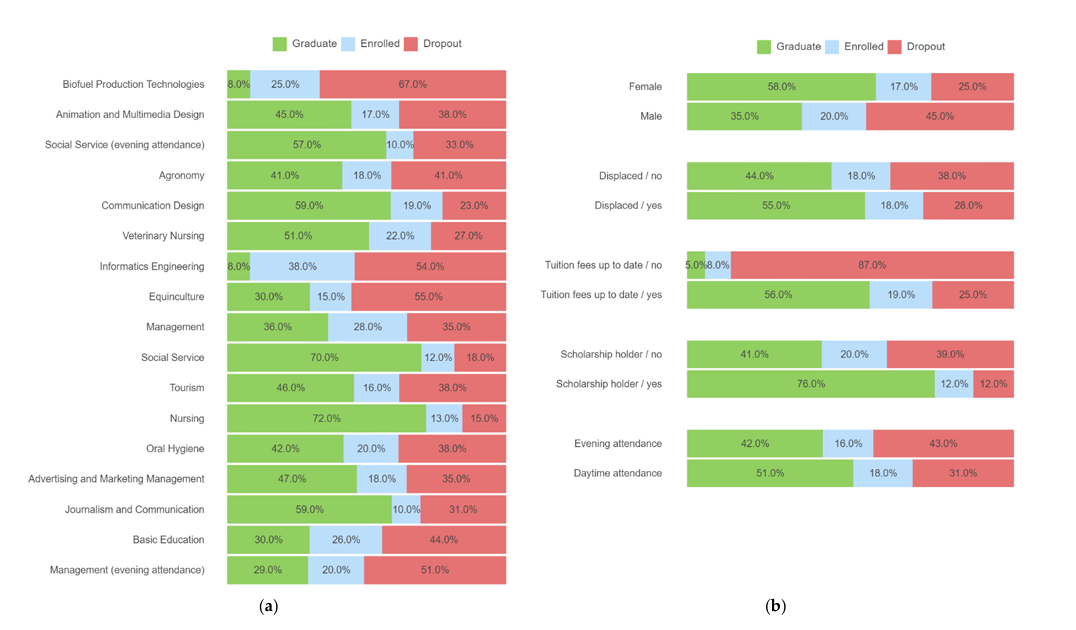 Graduate Enrolled Dropout
Biofuel Production Technologies 8.0% 25.0% 67.0%
Animation and Multimedia Design 45.0% 17.0% 38.0%
Social Service (evening attendance) 57.0% 10.0% 33.0%
Agronomy 41.0% 18.0% 41.0%
Communication Design 59.0% 19.0% 23.0%
Veterinary Nursing 51.0% 22.0% 27.0%
Informatics Engineering 8.0% 38.0% 54.0%
Equinculture 30.0% 15.0% 55.0%
Management 36.0% 28.0% 35.0%
Social Service 70.0% 12.0% 18.0%
Tourism 46.0% 16.0% 38.0%
Nursing 72.0% 13.0% 15.0%
Oral Hygiene 42.0% 20.0% 38.0%
Advertising and Marketing Management 47.0% 18.0% 35.0%
Journalism and Communication 59.0% 10.0% 31.0%
Basic Education 30.0% 26.0% 44.0%
Management (evening attendance) 29.0% 20.0% 51.0%
(a)
Graduate Enrolled Dropout
Female 58.0% 17.0% 25.0%
Male 35.0% 20.0% 45.0%
Displaced / no 44.0% 18.0% 38.0%
Displaced / yes 55.0% 18.0% 28.0%
Tuition fees up to date / no 5.0% 8.0% 87.0%
Tuition fees up to date / yes 56.0% 19.0% 25.0%
Scholarship holder / no 41.0% 20.0% 39.0%
Scholarship holder / yes 76.0% 12.0% 12.0%
Evening attendance 42.0% 16.0% 43.0%
Daytime attendance 51.0% 18.0% 31.0%
(b)